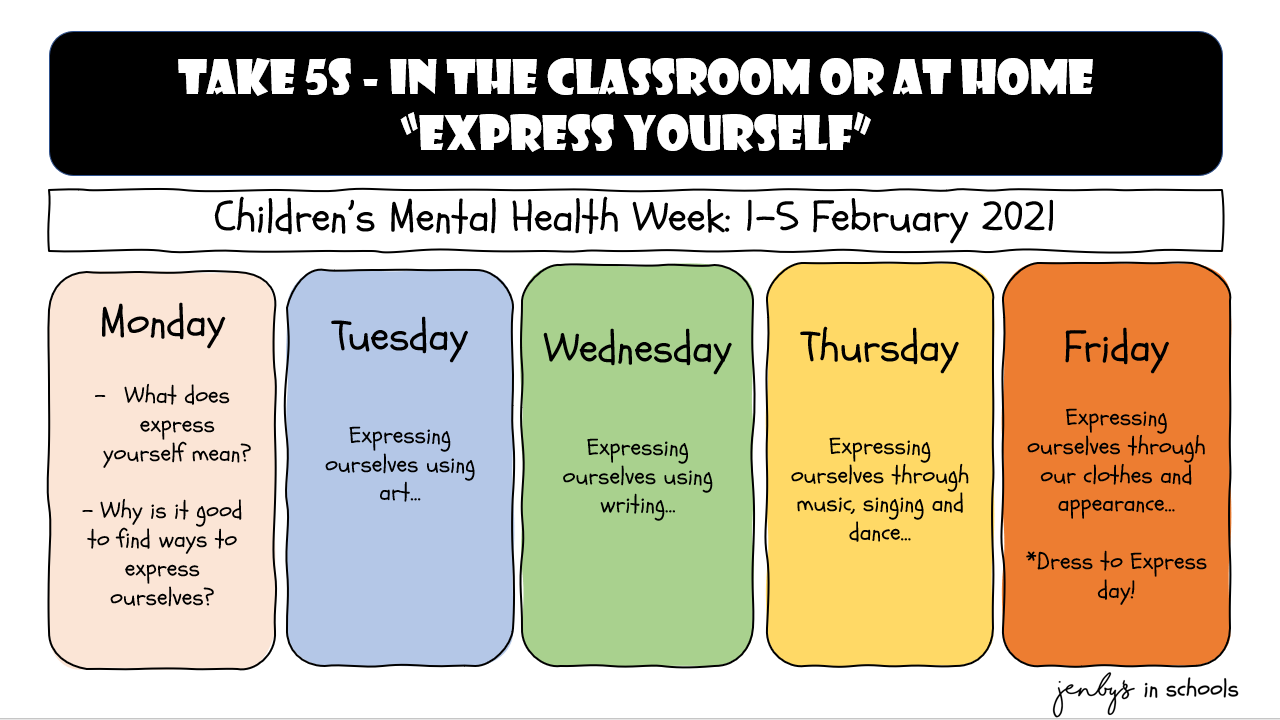 TAKE 5S - IN THE CLASSROOM OR AT HOME
"EXPRESS YOURSELF"
Children's Mental Health Week: 1-5 February 2021
Monday
- What does
express
yourself mean?
- Why is it good
to find ways to
express
ourselves?
Tuesday
Expressing
ourselves using
art...
Wednesday
Expressing
ourselves using
writing...
Thursday
Expressing
ourselves through
music, singing and
dance...
Friday
Expressing
ourselves through
our clothes and
appearance...
*Dress to Express
day!
jenbys in schools